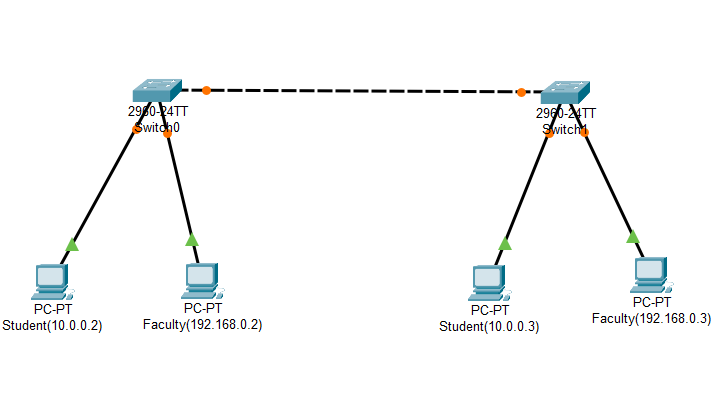 2960-24TT
Switch0
2960-24TT
Switch1
PC-PT
Student(10.0.0.2)
PC-PT
Faculty(192.168.0.2)
PC-PT
Student(10.0.0.3)
PC-PT
Faculty(192.168.0.3)